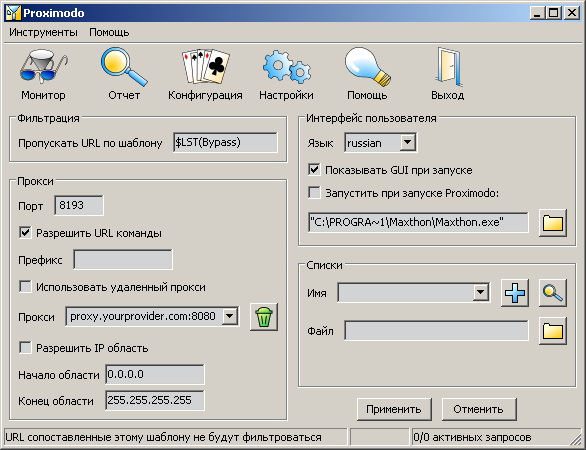 Proximodo
Инструменты Помощь
Монитор Отчет Конфигурация Настройки Помощь Выход
Фильтрация
Пропускать URL по шаблону $LST(Bypass)
Прокси
Порт 8193
Разрешить URL команды
Префикс
Использовать удаленный прокси
Прокси proxy.yourprovider.com:8080
Разрешить IP область
Начало области 0.0.0.0
Конец области 255.255.255.255
Интерфейс пользователя
Язык russian
Показывать GUI при запуске
Запустить при запуске Proximodo:
"C:\PROGRA~1\Maxthon\Maxthon.exe"
Списки
Имя
Файл
Применить Отменить
URL сопоставленные этому шаблону не будут фильтроваться 0/0 активных запросов